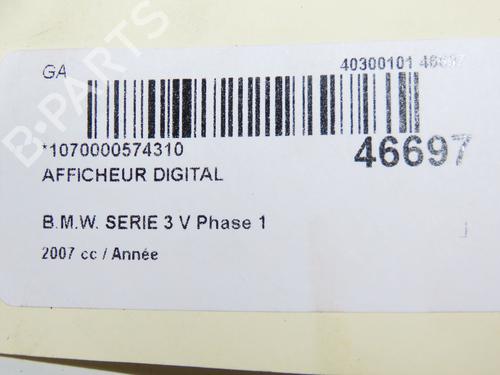 GA
40300101 46697
*1070000574310
46697
AFFICHEUR DIGITAL
B.M.W. SERIE 3 V Phase 1
2007 cc / Année
B-PARTS